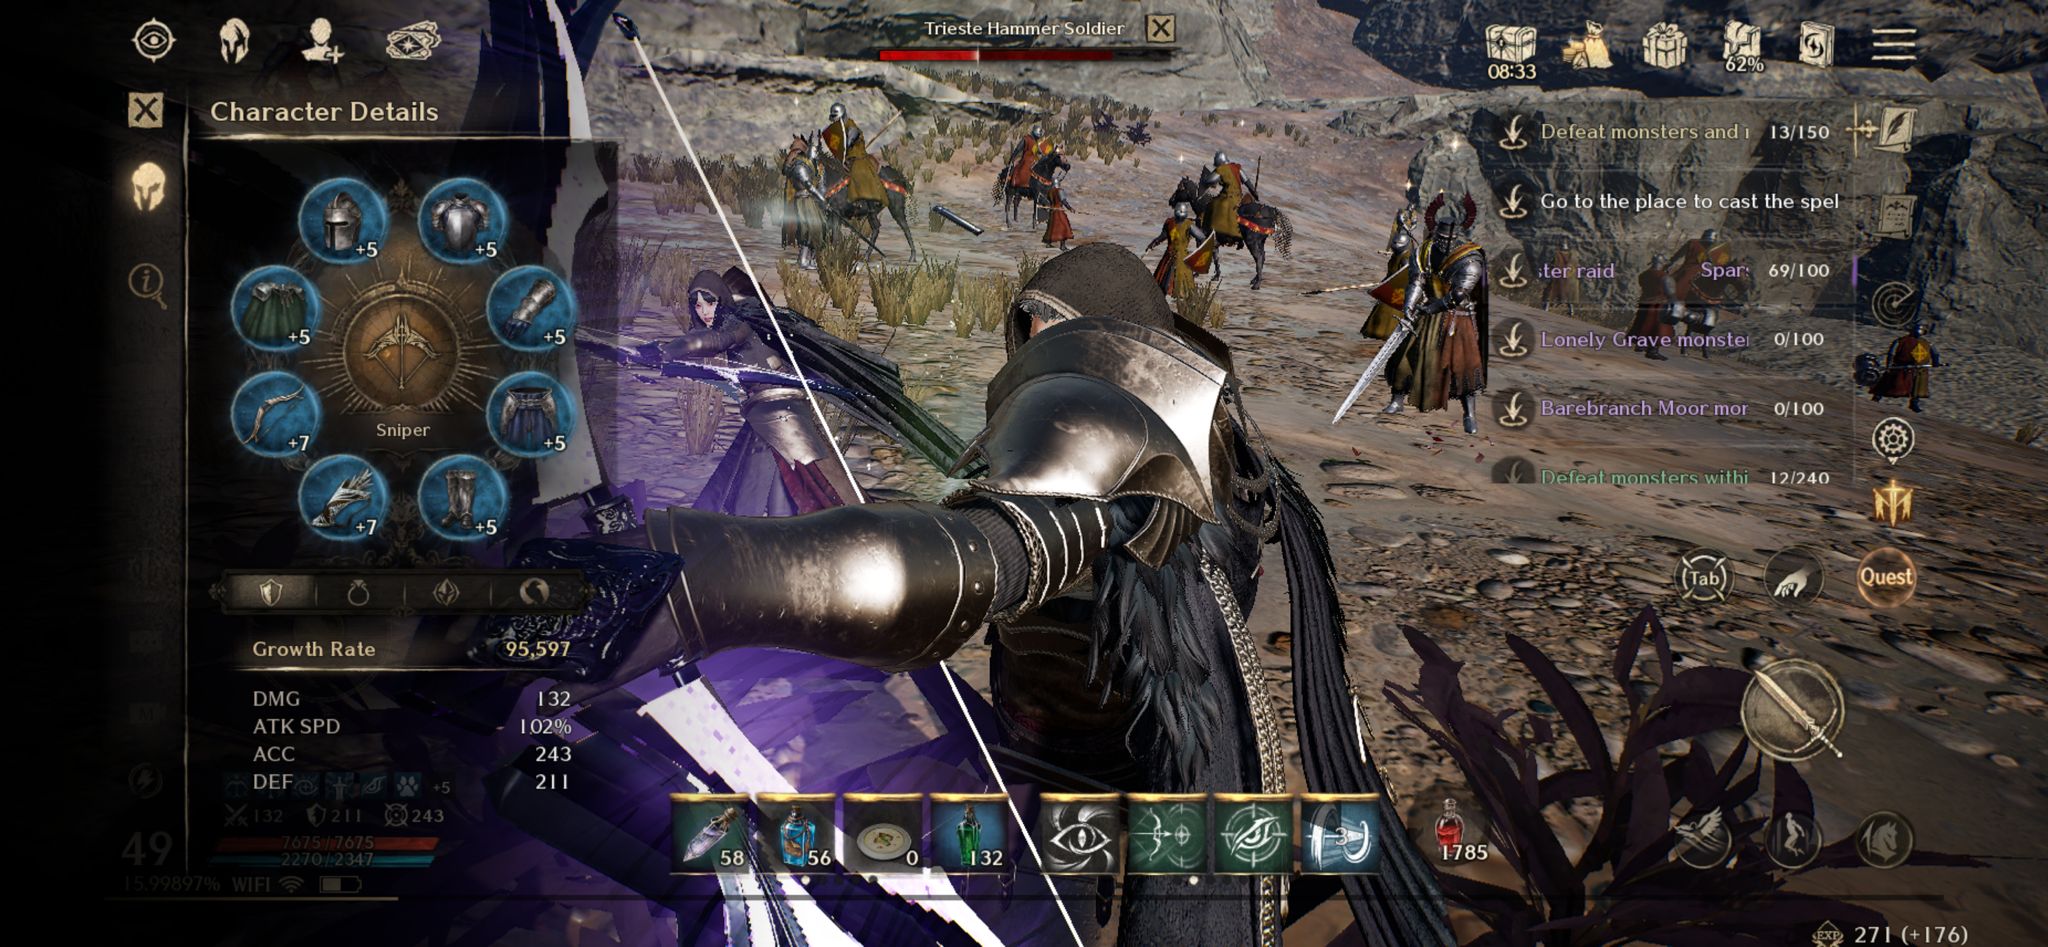 Trieste Hammer Soldier
08:33
62%
Character Details
+5
+5
+5
+5
+7
+5
+7
+5
Sniper
Growth Rate 95,597
DMG 132
ATK SPD 102%
ACC 243
DEF 211
+5
132 211 243
49
7675/7675
2270/2347
15.99897% WIFI
Defeat monsters and 13/150
Go to the place to cast the spel
ster raid Spar 69/100
Lonely Grave monster 0/100
Barebranch Moor mor 0/100
Defeat monsters withi 12/240
Tab
Quest
58
56
0
132
3
1785
EXP 271 (+176)